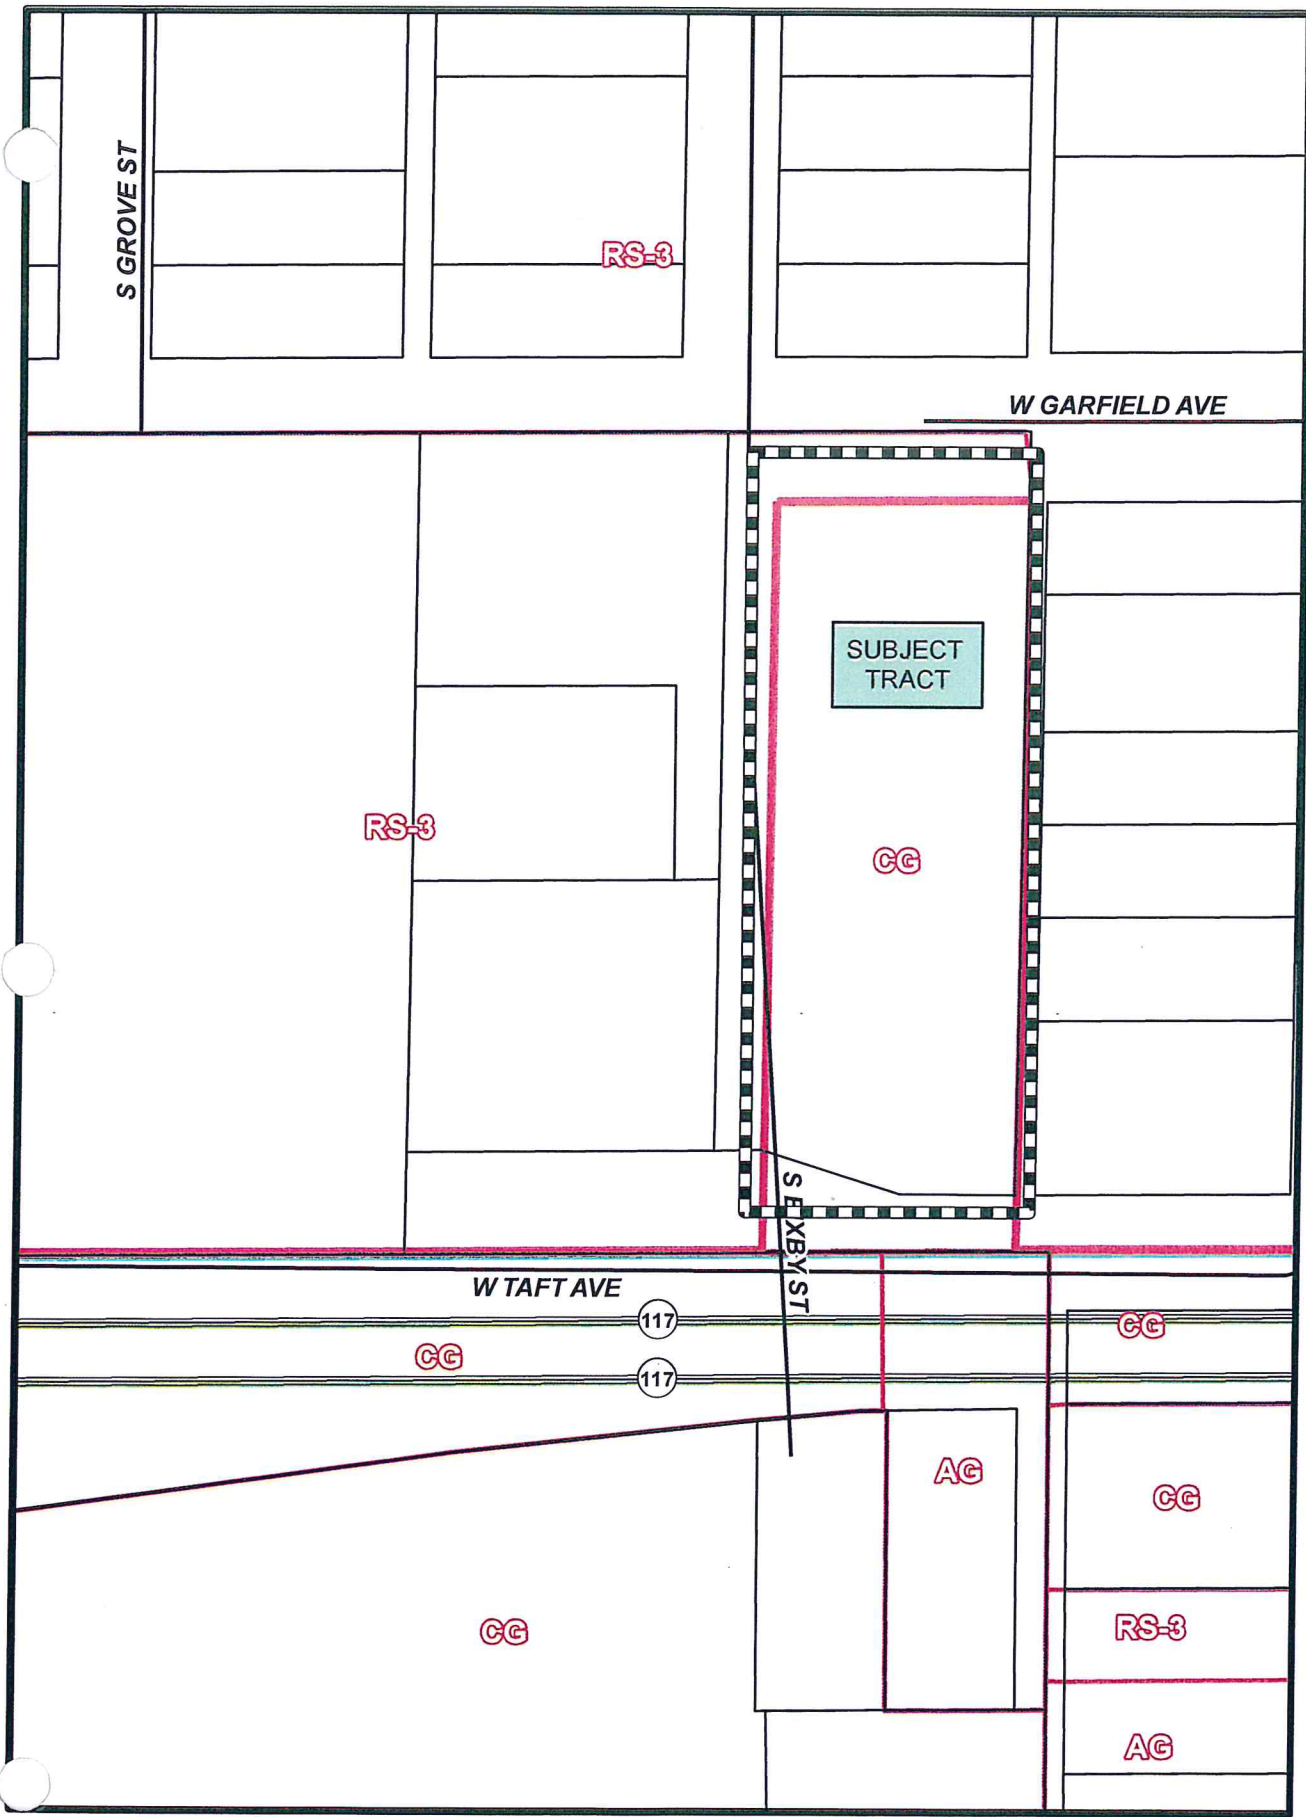 S GROVE ST
RS-3
W GARFIELD AVE
SUBJECT
TRACT
RS-3
CG
S BIXBY ST
W TAFT AVE
117
CG
CG
117
AG
CG
CG
RS-3
AG